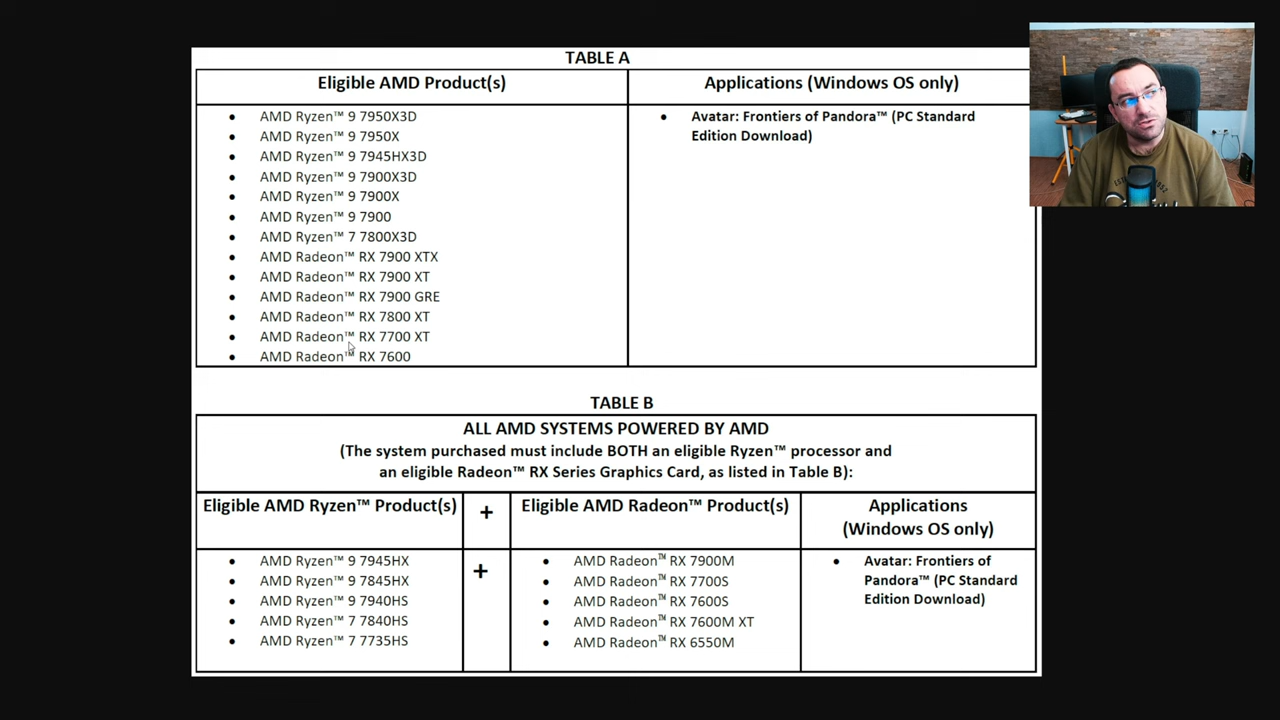 TABLE A
Eligible AMD Product(s)
Applications (Windows OS only)
• AMD Ryzen™ 9 7950X3D
• AMD Ryzen™ 9 7950X
• AMD Ryzen™ 9 7945HX3D
• AMD Ryzen™ 9 7900X3D
• AMD Ryzen™ 9 7900X
• AMD Ryzen™ 9 7900
• AMD Ryzen™ 7 7800X3D
• AMD Radeon™ RX 7900 XTX
• AMD Radeon™ RX 7900 XT
• AMD Radeon™ RX 7900 GRE
• AMD Radeon™ RX 7800 XT
• AMD Radeon™ RX 7700 XT
• AMD Radeon™ RX 7600
• Avatar: Frontiers of Pandora™ (PC Standard
Edition Download)
TABLE B
ALL AMD SYSTEMS POWERED BY AMD
(The system purchased must include BOTH an eligible Ryzen™ processor and
an eligible Radeon™ RX Series Graphics Card, as listed in Table B):
Eligible AMD Ryzen™ Product(s)
+
Eligible AMD Radeon™ Product(s)
Applications
(Windows OS only)
• AMD Ryzen™ 9 7945HX
• AMD Ryzen™ 9 7845HX
• AMD Ryzen™ 9 7940HS
• AMD Ryzen™ 7 7840HS
• AMD Ryzen™ 7 7735HS
+
• AMD Radeon™ RX 7900M
• AMD Radeon™ RX 7700S
• AMD Radeon™ RX 7600S
• AMD Radeon™ RX 7600M XT
• AMD Radeon™ RX 6550M
• Avatar: Frontiers of
Pandora™ (PC Standard
Edition Download)